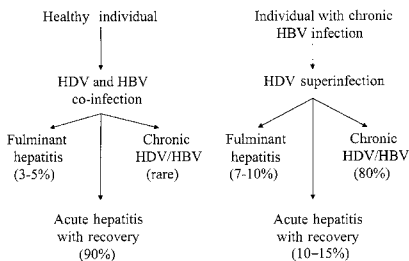 Healthy individual
HDV and HBV
co-infection
Fulminant
hepatitis
(3-5%)
Chronic
HDV/HBV
(rare)
Acute hepatitis
with recovery
(90%)
Individual with chronic
HBV infection
HDV superinfection
Fulminant
hepatitis
(7-10%)
Chronic
HDV/HBV
(80%)
Acute hepatitis
with recovery
(10–15%)